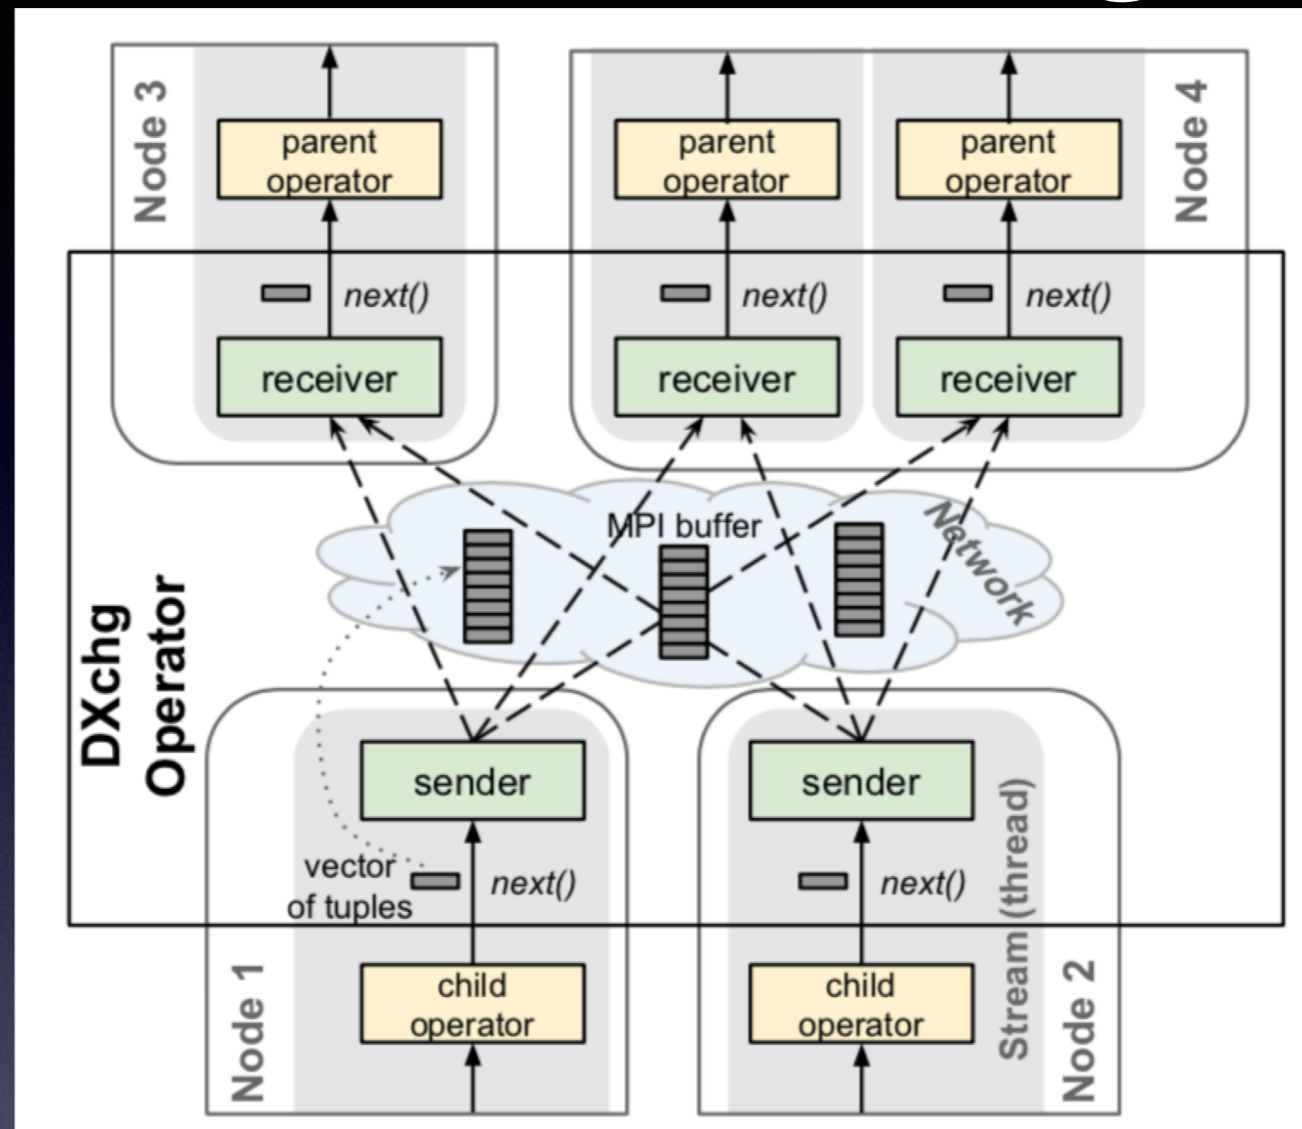 Node 3
parent
operator
next()
receiver
parent
operator
next()
receiver
parent
operator
next()
receiver
Node 4
MPI buffer
Network
DXchg
Operator
sender
vector
of tuples
next()
child
operator
Node 1
sender
next()
child
operator
Stream (thread)
Node 2